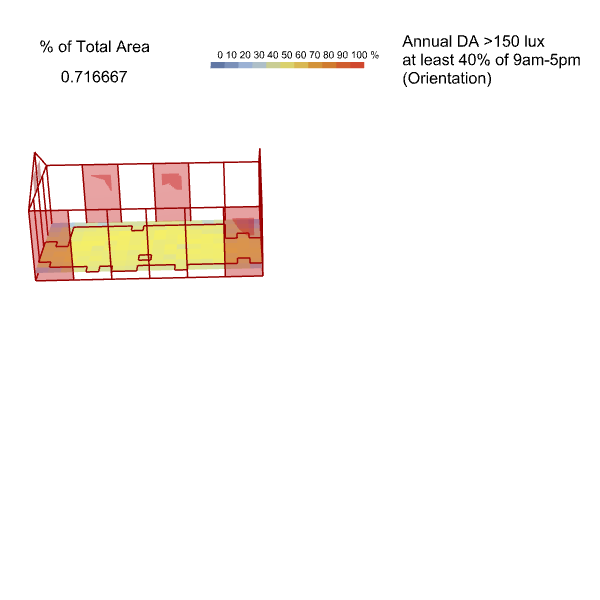 % of Total Area
0.716667
0 10 20 30 40 50 60 70 80 90 100 %
Annual DA >150 lux
at least 40% of 9am-5pm
(Orientation)